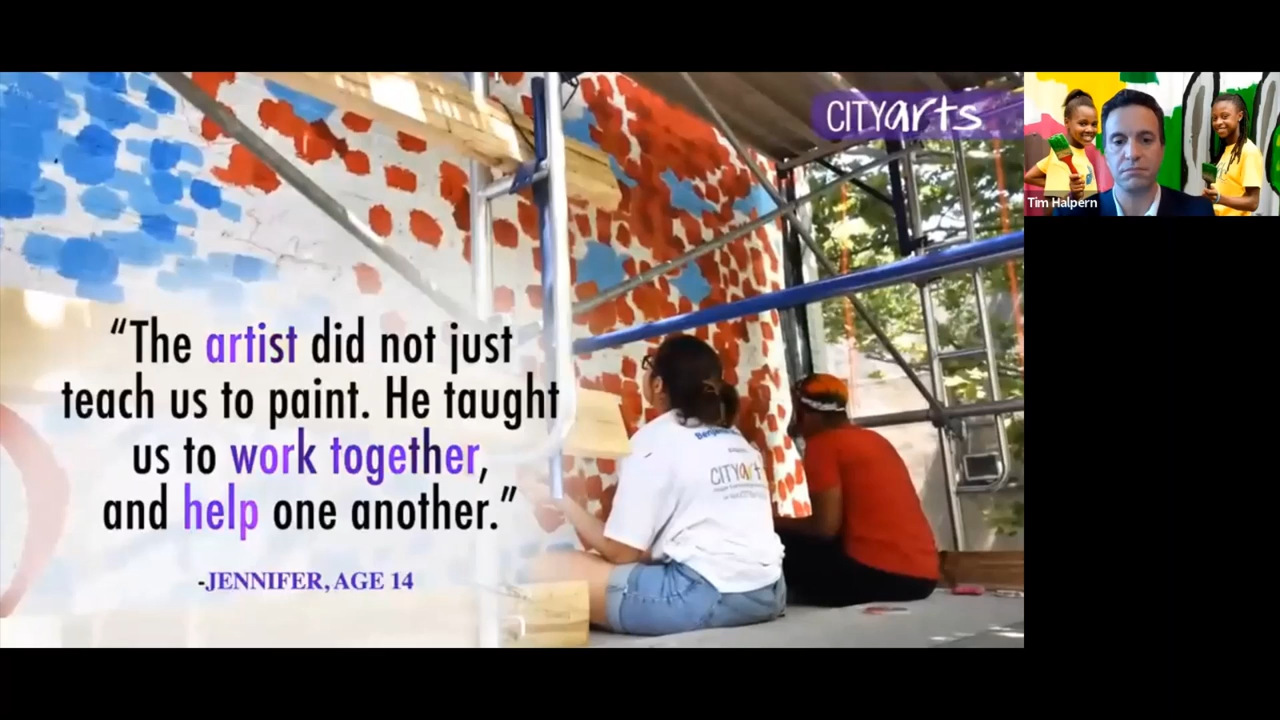 CITYarts
“The artist did not just
teach us to paint. He taught
us to work together,
and help one another.”
-JENNIFER, AGE 14
CITYart
Tim Halpern